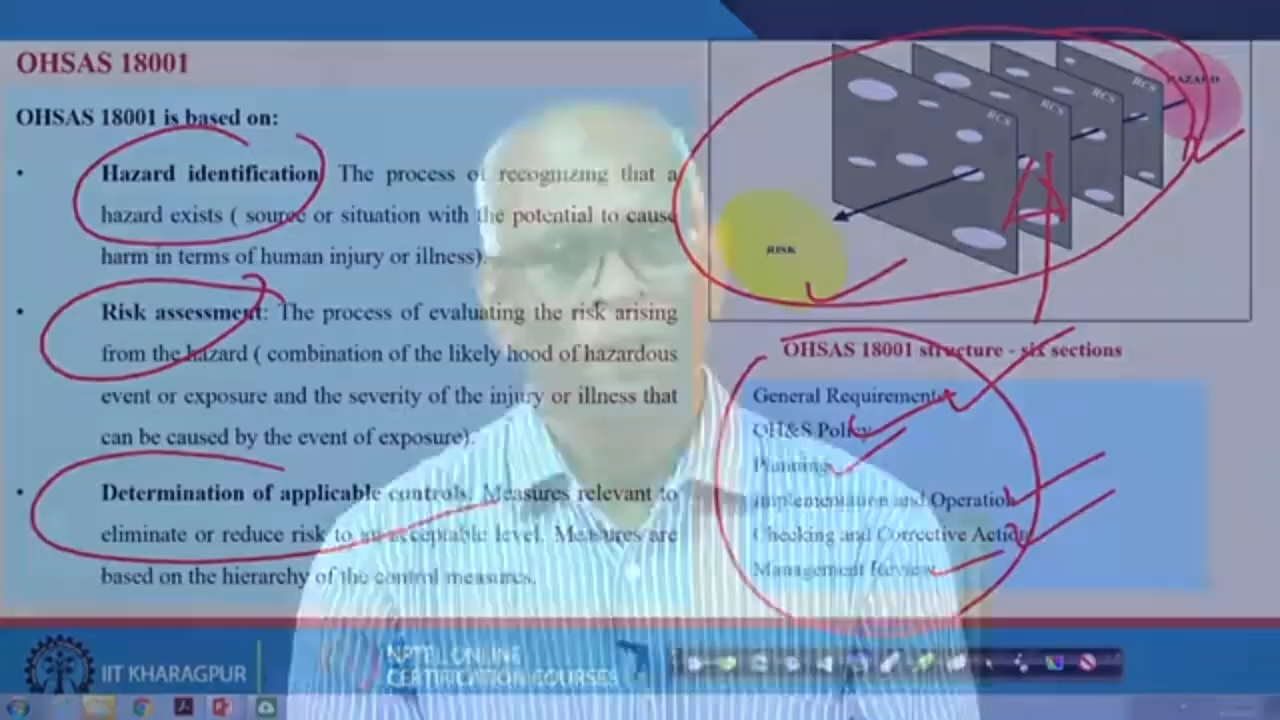 OHSAS 18001
OHSAS 18001 is based on:
• Hazard identification The process of recognizing that a
hazard exists ( source or situation with the potential to cause
harm in terms of human injury or illness).
• Risk assessment: The process of evaluating the risk arising
from the hazard ( combination of the likely hood of hazardous
event or exposure and the severity of the injury or illness that
can be caused by the event of exposure).
• Determination of applicable controls. Measures relevant to
eliminate or reduce risk to an acceptable level. Measures are
based on the hierarchy of the control measures.
HAZARD
RCS
RCS
RCS
RCS
RISK
OHSAS 18001 structure - six sections
General Requirements
OH&S Policy
Planning
Implementation and Operation
Checking and Corrective Action
Management Review
IIT KHARAGPUR
NPTEL ONLINE
CERTIFICATION COURSES